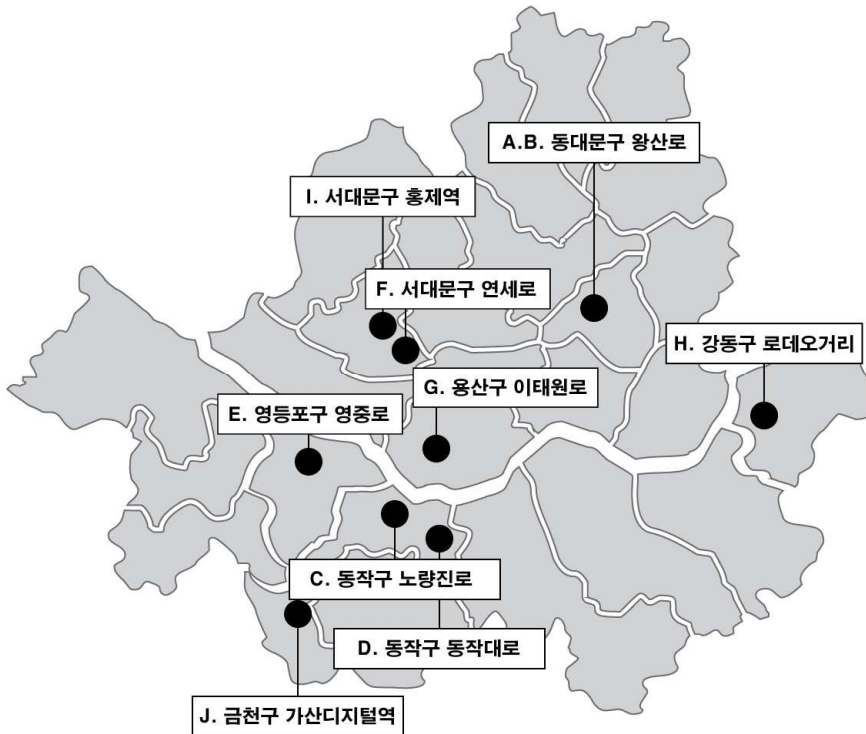 A.B. 동대문구 왕산로
I. 서대문구 홍제역
F. 서대문구 연세로
H. 강동구 로데오거리
G. 용산구 이태원로
E. 영등포구 영중로
C. 동작구 노량진로
D. 동작구 동작대로
J. 금천구 가산디지털역